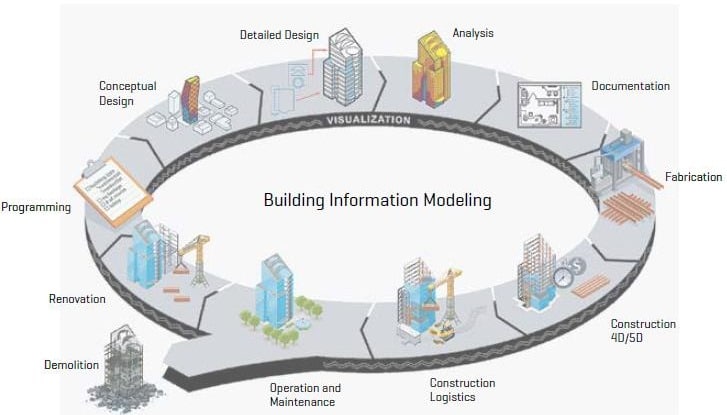 Detailed Design
Analysis
Conceptual
Design
Documentation
VISUALIZATION
Fabrication
Building Information Modeling
Programming
Renovation
Construction
4D/5D
Demolition
Operation and
Maintenance
Construction
Logistics